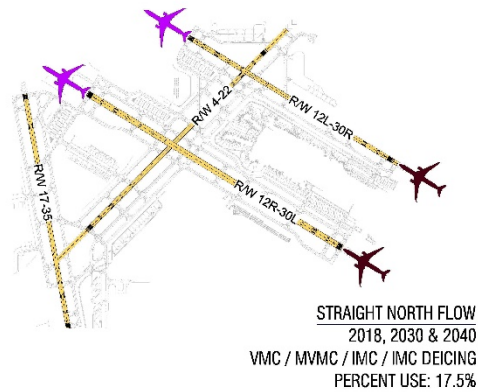 R/W 4-22
R/W 12L-30R
R/W 17-35
R/W 12R-30L
STRAIGHT NORTH FLOW
2018, 2030 & 2040
VMC / MVMC / IMC / IMC DEICING
PERCENT USE: 17.5%